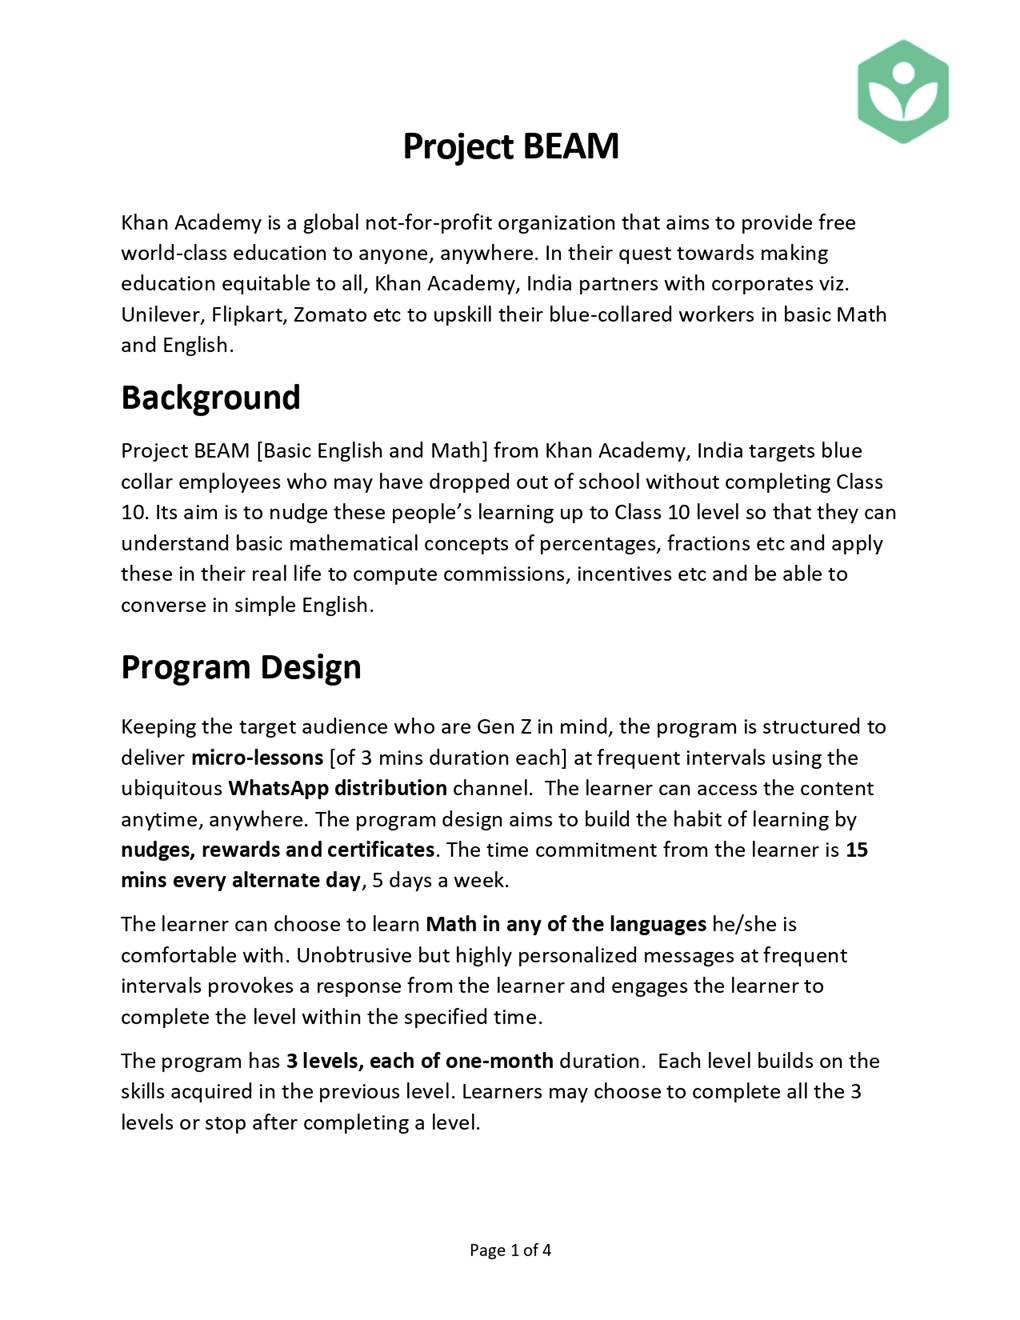 Project BEAM
Khan Academy is a global not-for-profit organization that aims to provide free
world-class education to anyone, anywhere. In their quest towards making
education equitable to all, Khan Academy, India partners with corporates viz.
Unilever, Flipkart, Zomato etc to upskill their blue-collared workers in basic Math
and English.
Background
Project BEAM [Basic English and Math] from Khan Academy, India targets blue
collar employees who may have dropped out of school without completing Class
10. Its aim is to nudge these people’s learning up to Class 10 level so that they can
understand basic mathematical concepts of percentages, fractions etc and apply
these in their real life to compute commissions, incentives etc and be able to
converse in simple English.
Program Design
Keeping the target audience who are Gen Z in mind, the program is structured to
deliver micro-lessons [of 3 mins duration each] at frequent intervals using the
ubiquitous WhatsApp distribution channel.  The learner can access the content
anytime, anywhere. The program design aims to build the habit of learning by
nudges, rewards and certificates. The time commitment from the learner is 15
mins every alternate day, 5 days a week.
The learner can choose to learn Math in any of the languages he/she is
comfortable with. Unobtrusive but highly personalized messages at frequent
intervals provokes a response from the learner and engages the learner to
complete the level within the specified time.
The program has 3 levels, each of one-month duration.  Each level builds on the
skills acquired in the previous level. Learners may choose to complete all the 3
levels or stop after completing a level.
Page 1 of 4